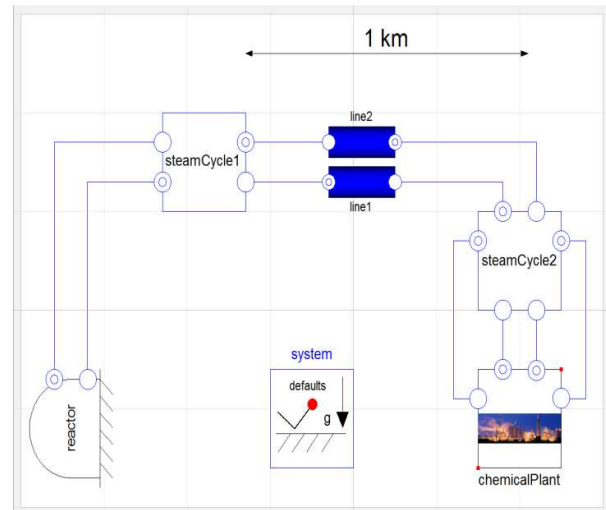 1 km
line2
steamCycle1
line1
steamCycle2
system
defaults
g
reactor
chemicalPlant